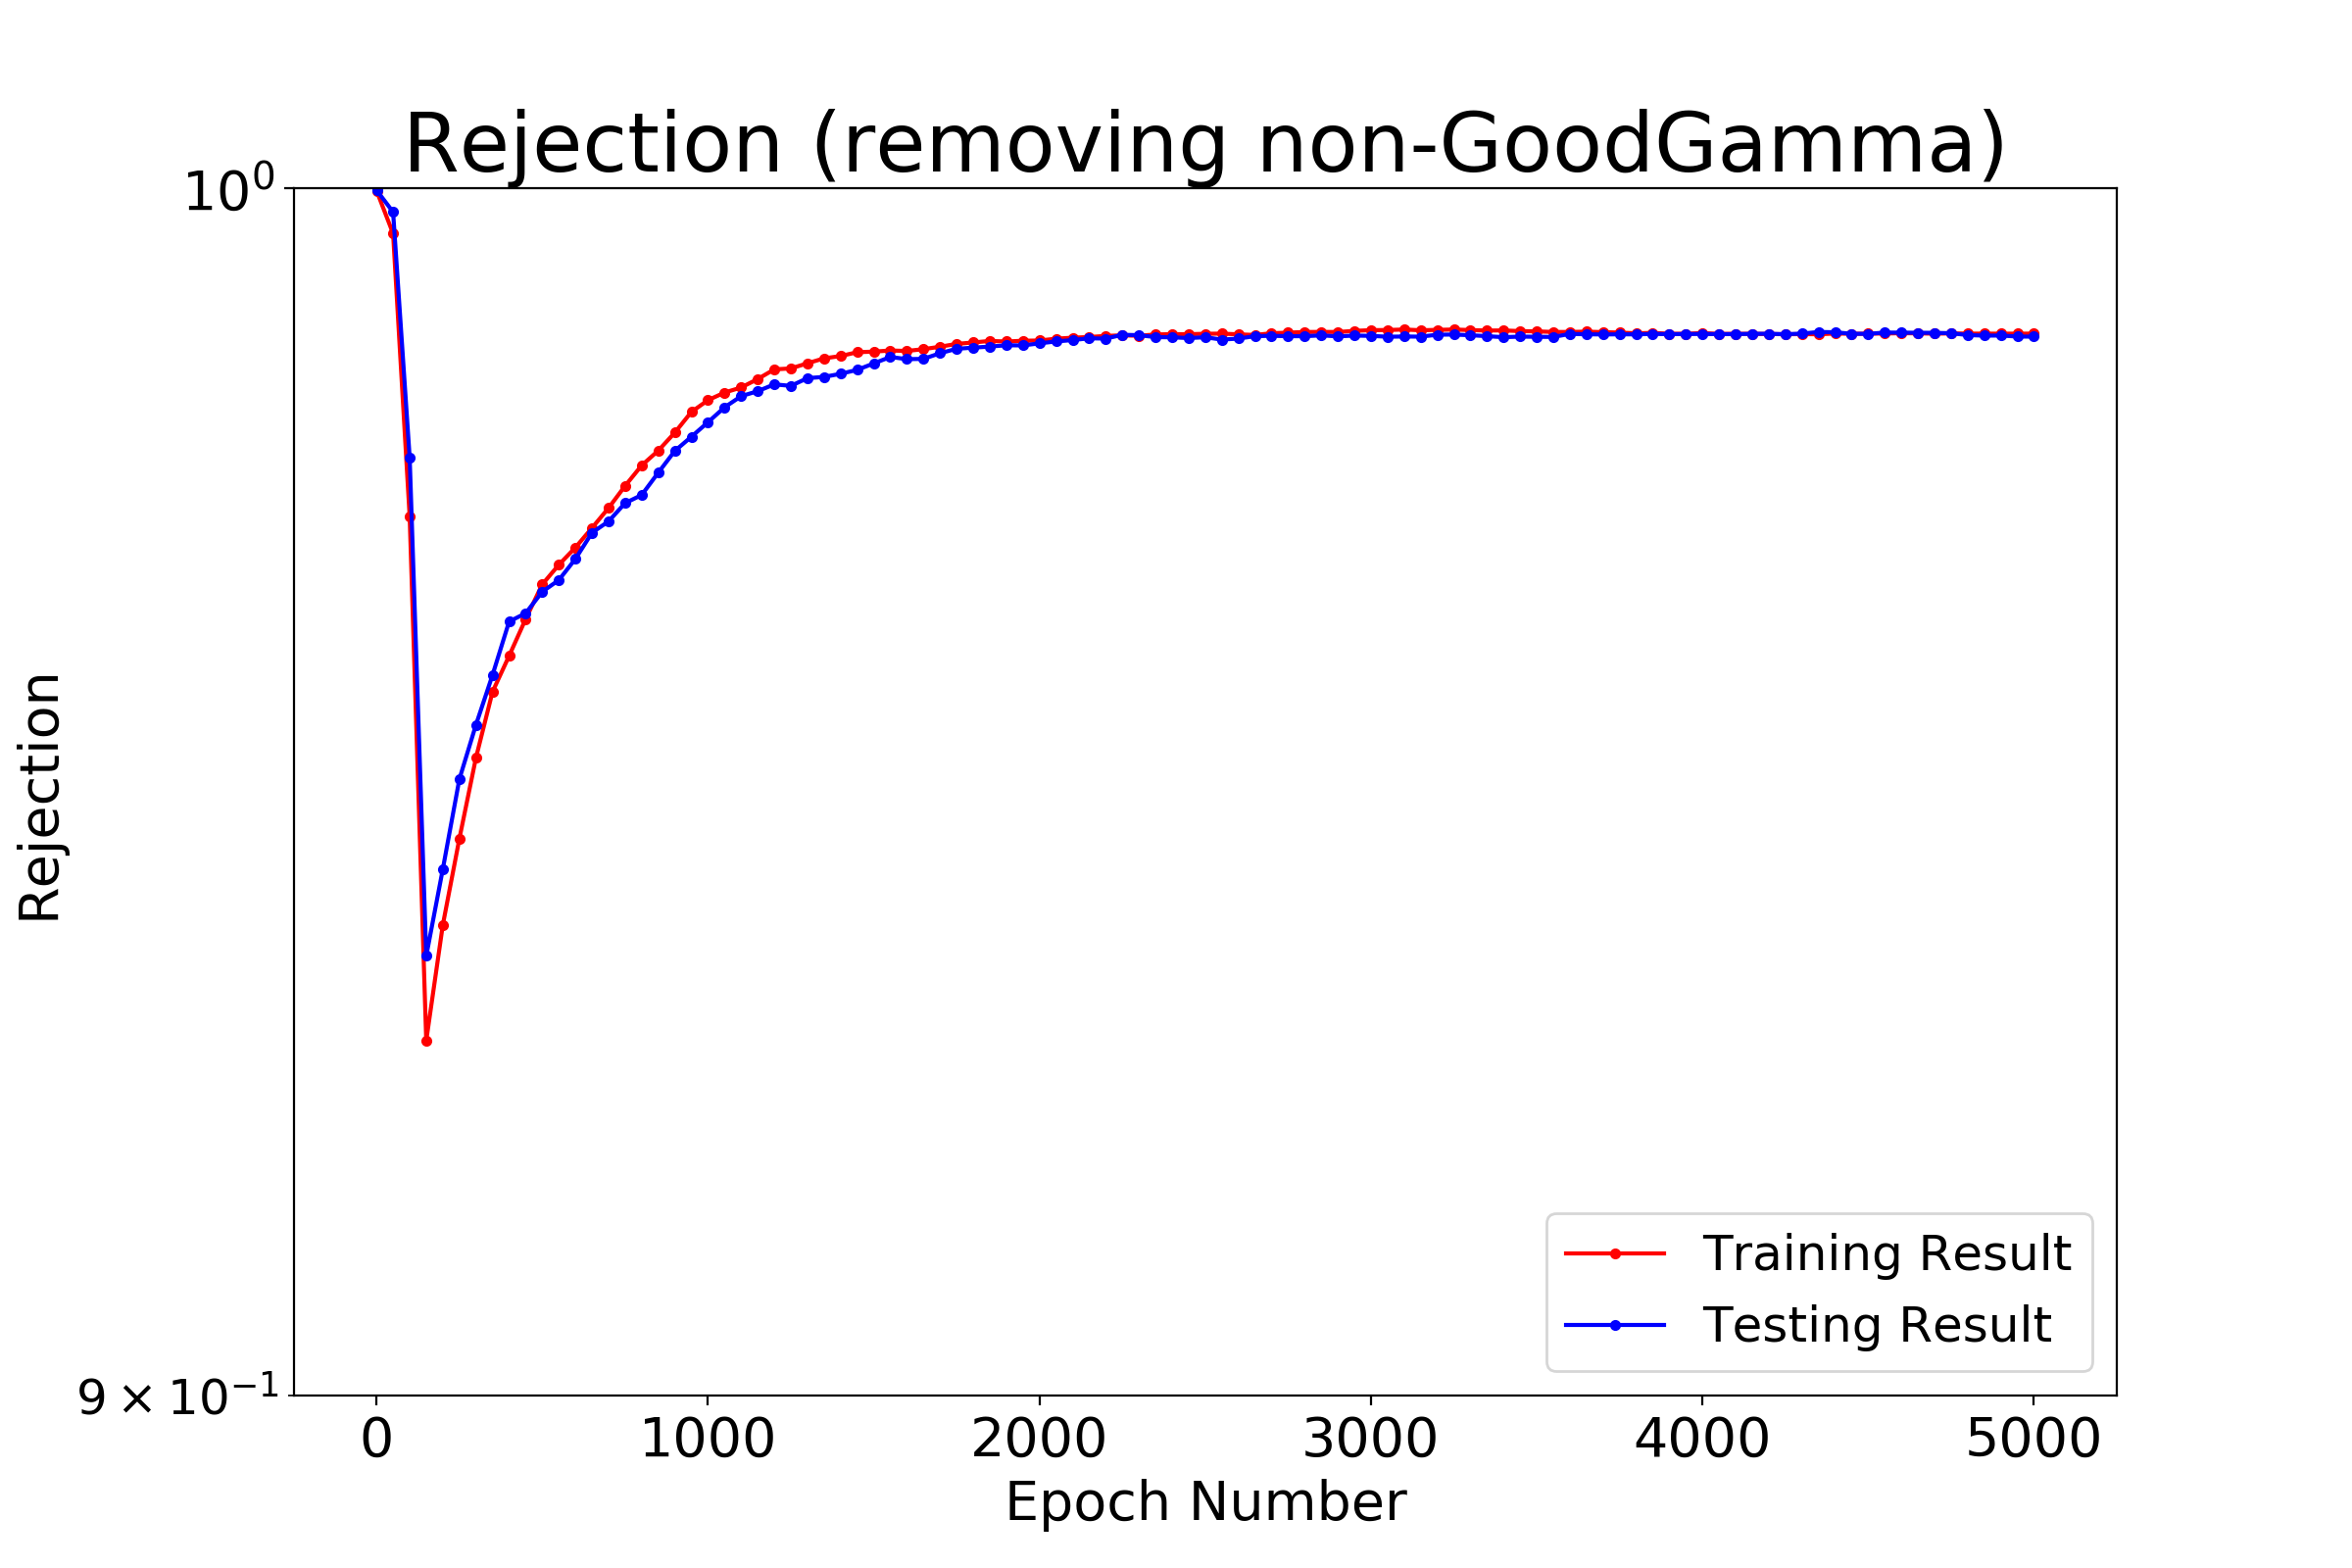 Rejection (removing non-GoodGamma)
10⁰
9 × 10⁻¹
Rejection
0 1000 2000 3000 4000 5000
Epoch Number
Training Result
Testing Result